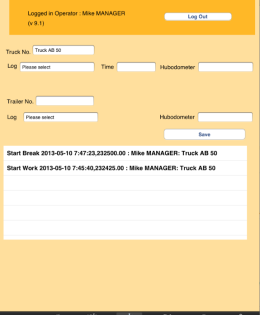 Logged in Operator : Mike MANAGER
Log Out
(v 9.1)
Truck No. Truck AB 50
Log Please select Time Hubodometer
Trailer No.
Log Please select Hubodometer
Save
Start Break 2013-05-10 7:47:23,232500.00 : Mike MANAGER: Truck AB 50
Start Work 2013-05-10 7:45:40,232425.00 : Mike MANAGER: Truck AB 50